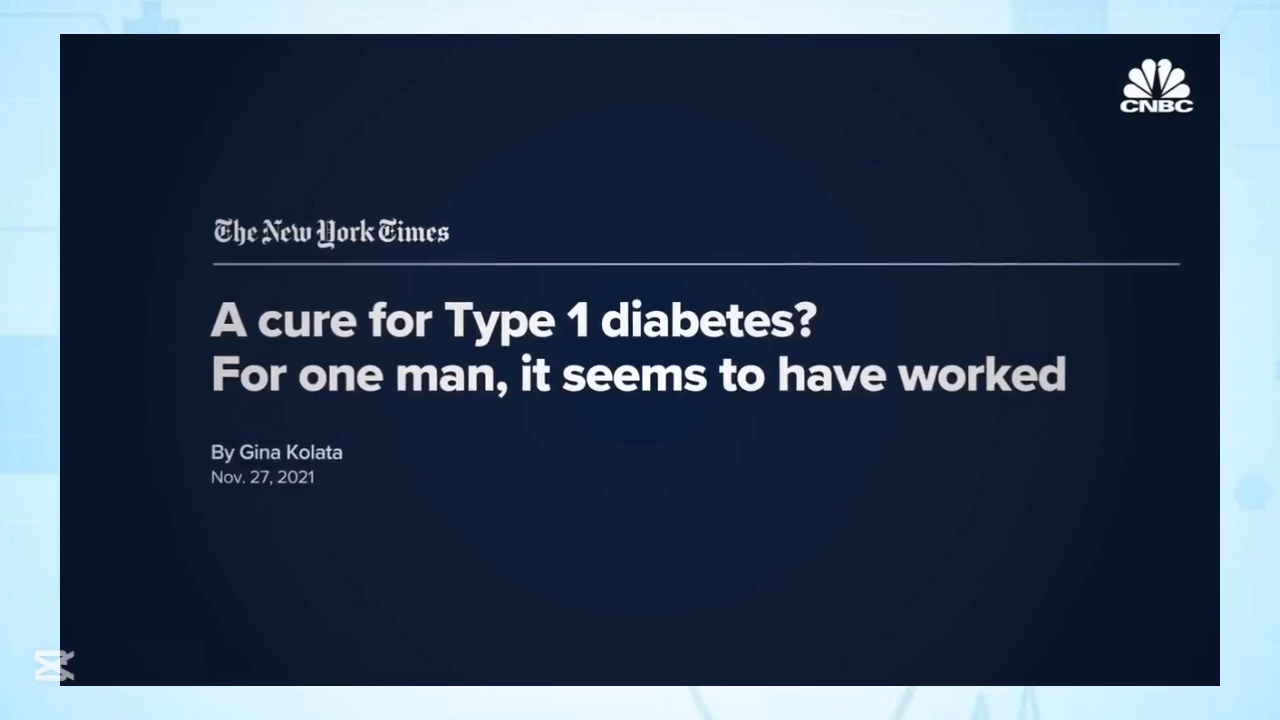 CNBC
The New York Times
A cure for Type 1 diabetes?
For one man, it seems to have worked
By Gina Kolata
Nov. 27, 2021